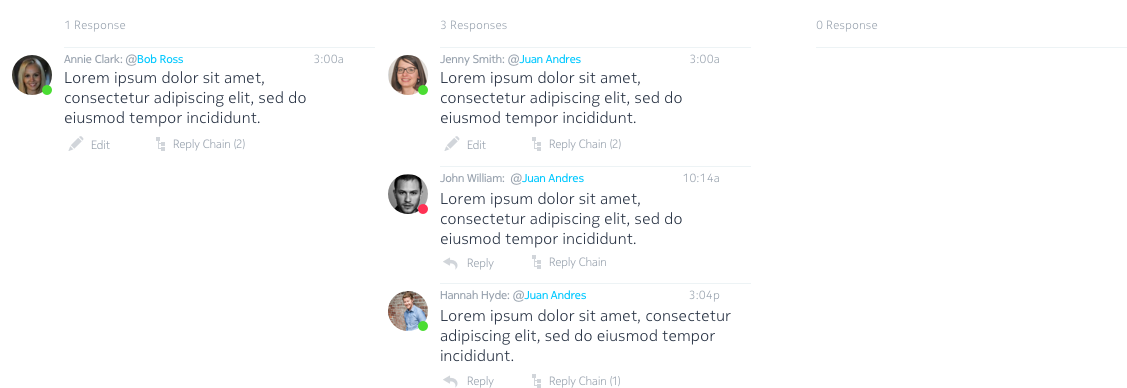 1 Response
Annie Clark: @Bob Ross 3:00a
Lorem ipsum dolor sit amet,
consectetur adipiscing elit, sed do
eiusmod tempor incididunt.
Edit Reply Chain (2)
3 Responses
Jenny Smith: @Juan Andres 3:00a
Lorem ipsum dolor sit amet,
consectetur adipiscing elit, sed do
eiusmod tempor incididunt.
Edit Reply Chain (2)
John William: @Juan Andres 10:14a
Lorem ipsum dolor sit amet,
consectetur adipiscing elit, sed do
eiusmod tempor incididunt.
Reply Reply Chain
Hannah Hyde: @Juan Andres 3:04p
Lorem ipsum dolor sit amet, consectetur
adipiscing elit, sed do eiusmod tempor
incididunt.
Reply Reply Chain (1)
0 Response